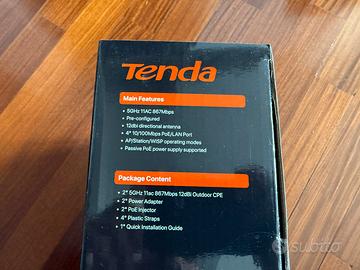 Tenda
Main Features
• 5GHz 11AC 867Mbps
• Pre-configured
• 12dbi directional antenna
• 4* 10/100Mbps PoE/LAN Port
• AP/Station/WISP operating modes
• Passive PoE power supply supported
Package Content
• 2* 5GHz 11ac 867Mbps 12dBi Outdoor CPE
• 2* Power Adapter
• 2* PoE Injector
• 4* Plastic Straps
• 1* Quick Installation Guide
subito